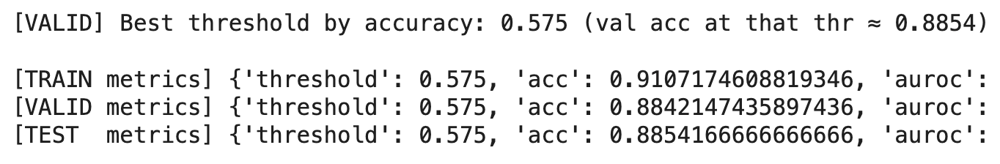 [VALID] Best threshold by accuracy: 0.575 (val acc at that thr ≈ 0.8854)
[TRAIN metrics] {'threshold': 0.575, 'acc': 0.9107174608819346, 'auroc':
[VALID metrics] {'threshold': 0.575, 'acc': 0.8842147435897436, 'auroc':
[TEST  metrics] {'threshold': 0.575, 'acc': 0.8854166666666666, 'auroc':